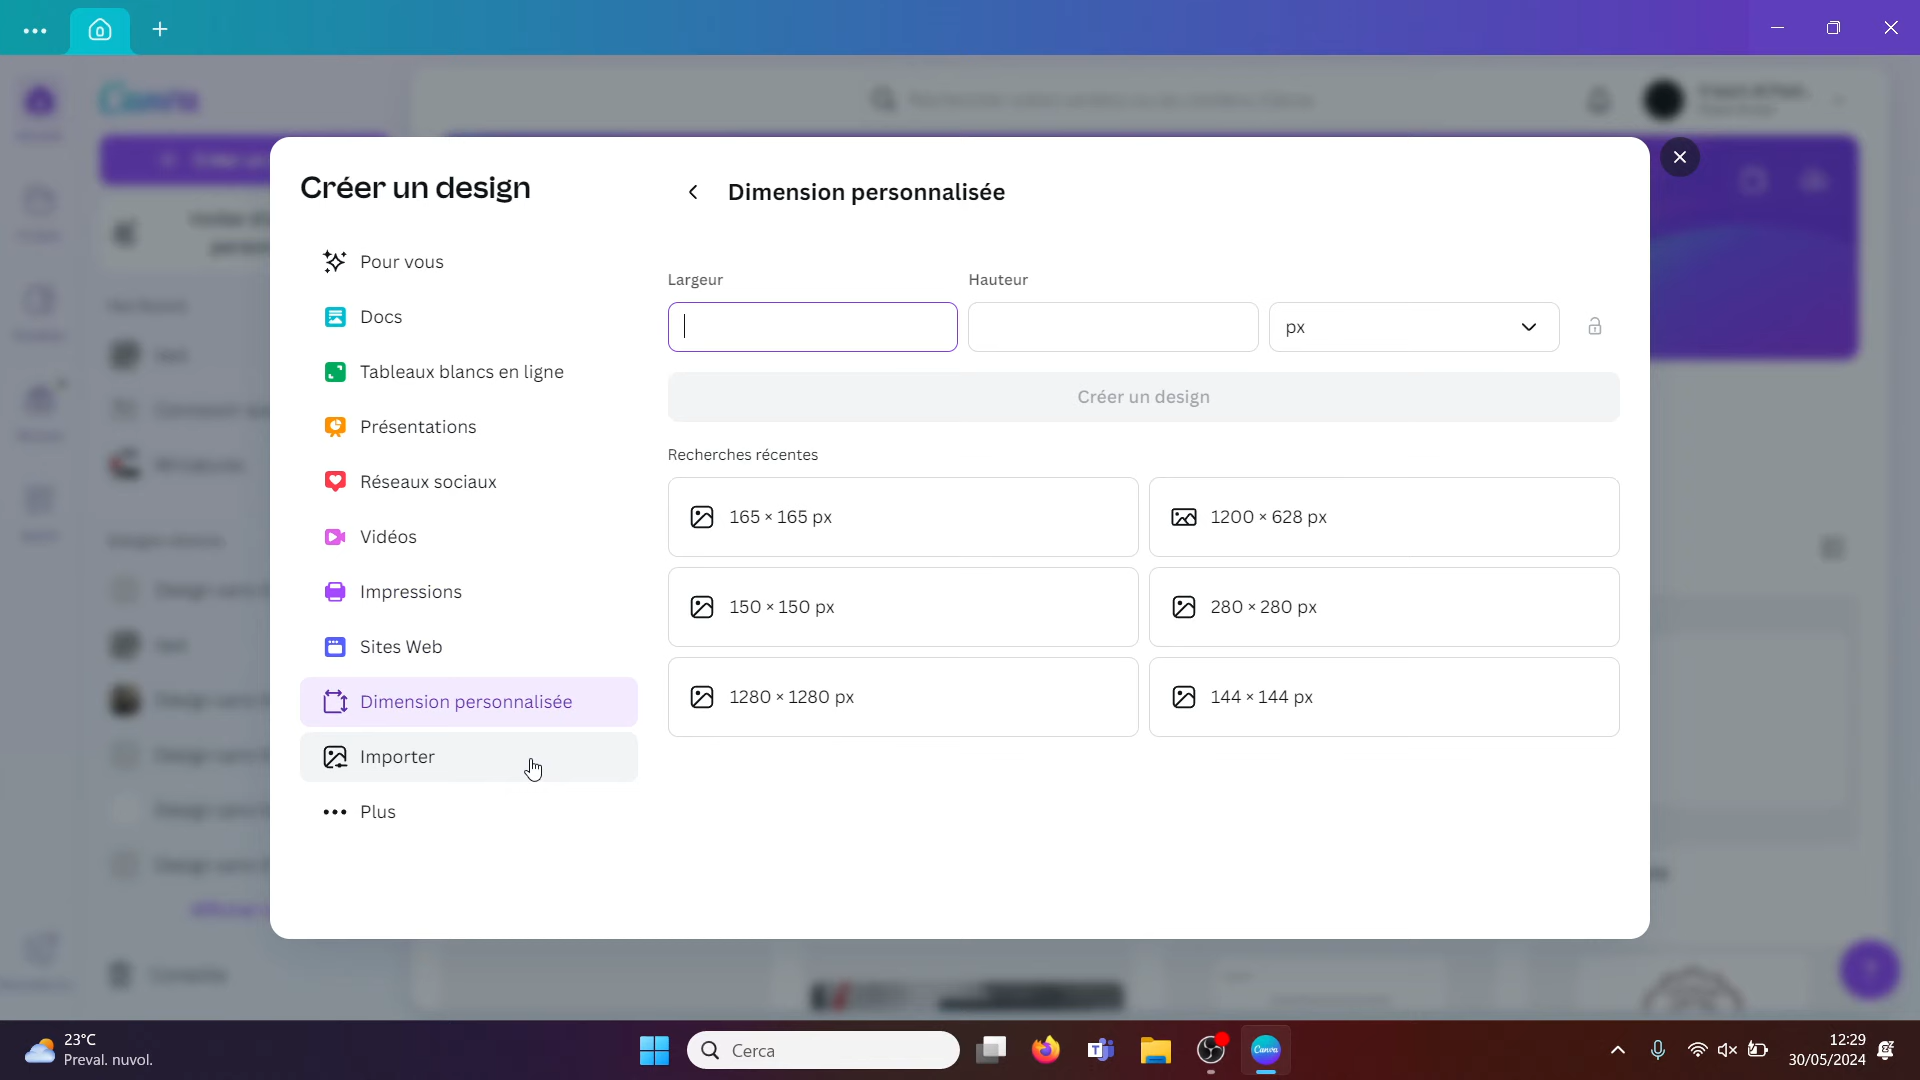 Canva
Créer un design
Dimension personnalisée
Pour vous
Docs
Tableaux blancs en ligne
Présentations
Réseaux sociaux
Vidéos
Impressions
Sites Web
Dimension personnalisée
Importer
Plus
Largeur
Hauteur
px
Créer un design
Recherches récentes
165 × 165 px
1200 × 628 px
150 × 150 px
280 × 280 px
1280 × 1280 px
144 × 144 px
23°C
Preval. nuvol.
Cerca
Canva
12:29
30/05/2024